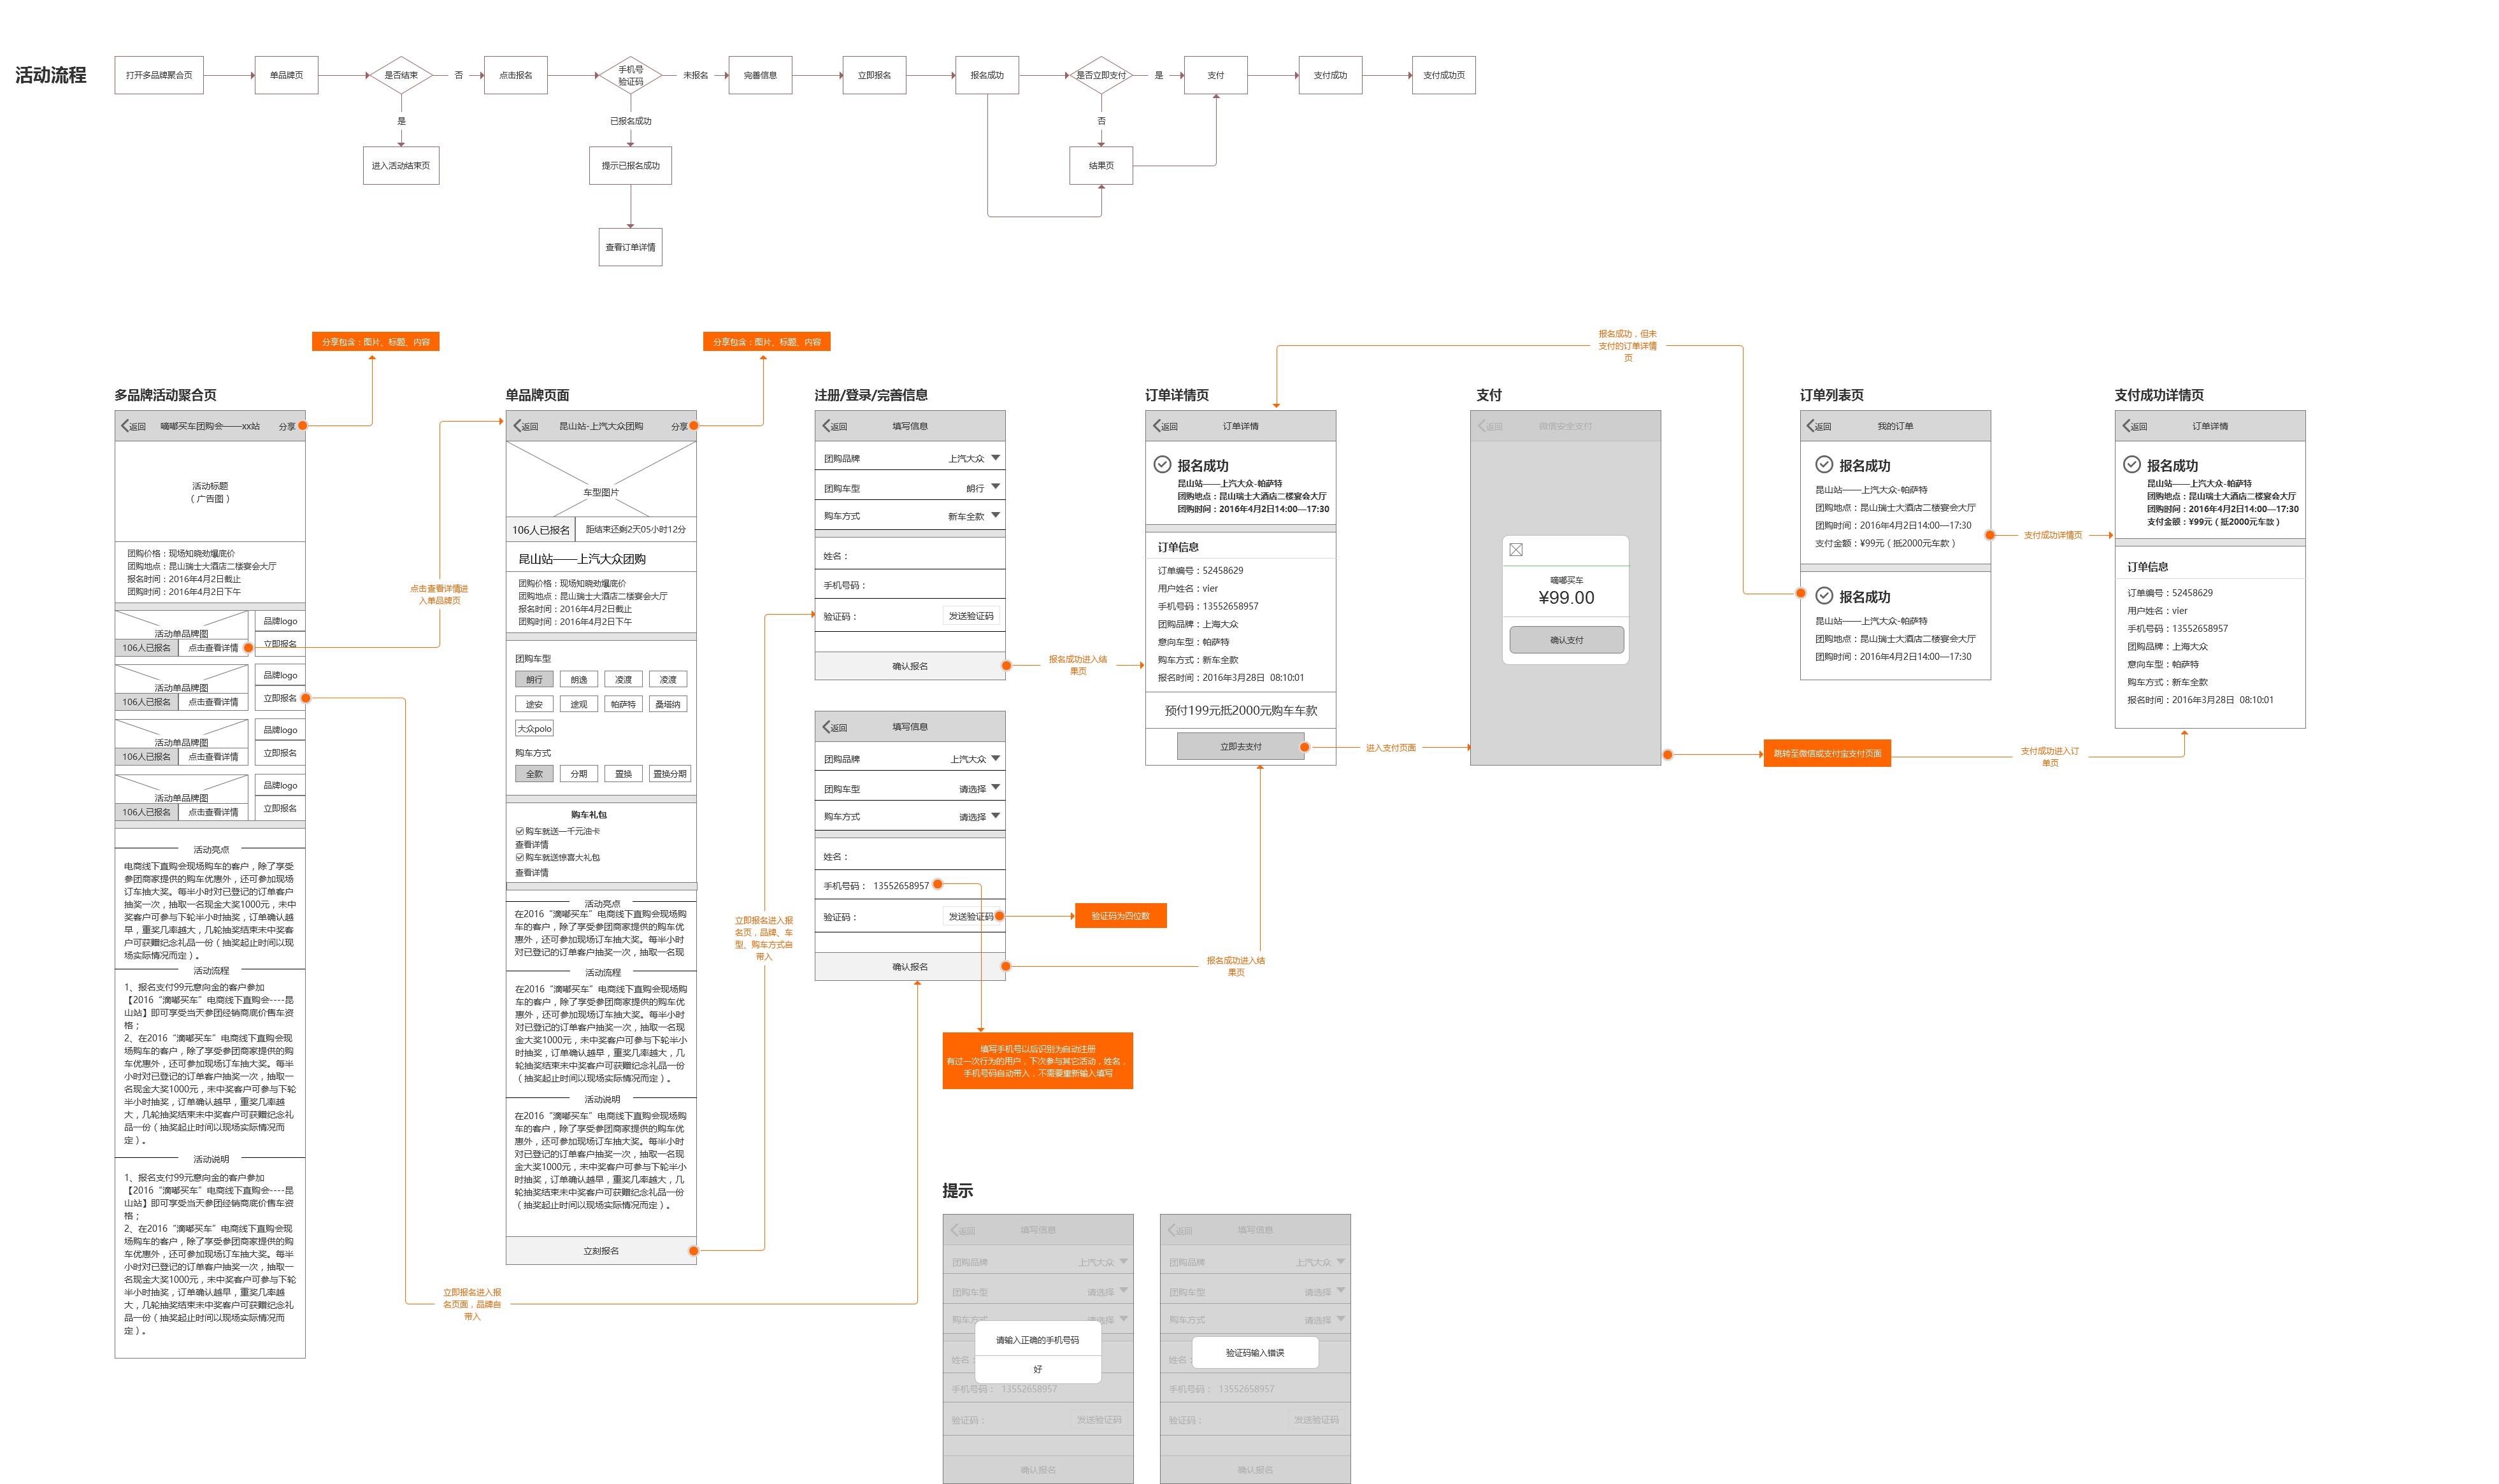 活动流程
打开多品牌聚合页
单品牌页
是否结束
否
点击报名
手机号
验证码
未报名
完善信息
立即报名
报名成功
是否立即支付
是
支付
支付成功
支付成功页
是
已报名成功
否
进入活动结束页
提示已报名成功
结果页
查看订单详情
分享包含：图片、标题、内容
分享包含：图片、标题、内容
报名成功，但未
支付的订单详情
页
多品牌活动聚合页
返回
嘀嘟买车团购会——xx站
分享
活动标题
（广告图）
团购价格：现场知晓劲爆底价
团购地点：昆山瑞士大酒店二楼宴会大厅
报名时间：2016年4月2日截止
团购时间：2016年4月2日下午
活动单品牌图
106人已报名
点击查看详情
品牌logo
立即报名
活动单品牌图
106人已报名
点击查看详情
品牌logo
立即报名
活动单品牌图
106人已报名
点击查看详情
品牌logo
立即报名
活动单品牌图
106人已报名
点击查看详情
品牌logo
立即报名
活动亮点
电商线下直购会现场购车的客户，除了享受
参团商家提供的购车优惠外，还可参加现场
订车抽大奖。每半小时对已登记的订单客户
抽奖一次，抽取一名现金大奖1000元，未中
奖客户可参与下轮半小时抽奖，订单确认越
早，重奖几率越大，几轮抽奖结束未中奖客
户可获赠纪念礼品一份（抽奖起止时间以现
场实际情况而定）。
活动流程
1、报名支付99元意向金的客户参加
【2016“滴嘟买车”电商线下直购会----昆
山站】即可享受当天参团经销商底价售车资
格；
2、在2016“滴嘟买车”电商线下直购会现
场购车的客户，除了享受参团商家提供的购
车优惠外，还可参加现场订车抽大奖。每半
小时对已登记的订单客户抽奖一次，抽取一
名现金大奖1000元，未中奖客户可参与下轮
半小时抽奖，订单确认越早，重奖几率越
大，几轮抽奖结束未中奖客户可获赠纪念礼
品一份（抽奖起止时间以现场实际情况而
定）。
活动说明
1、报名支付99元意向金的客户参加
【2016“滴嘟买车”电商线下直购会----昆
山站】即可享受当天参团经销商底价售车资
格；
2、在2016“滴嘟买车”电商线下直购会现
场购车的客户，除了享受参团商家提供的购
车优惠外，还可参加现场订车抽大奖。每半
小时对已登记的订单客户抽奖一次，抽取一
名现金大奖1000元，未中奖客户可参与下轮
半小时抽奖，订单确认越早，重奖几率越
大，几轮抽奖结束未中奖客户可获赠纪念礼
品一份（抽奖起止时间以现场实际情况而
定）。
点击查看详情进
入单品牌页
立即报名进入报
名页面，品牌自
带入
单品牌页面
返回
昆山站-上汽大众团购
分享
车型图片
106人已报名
距结束还剩2天05小时12分
昆山站——上汽大众团购
团购价格：现场知晓劲爆底价
团购地点：昆山瑞士大酒店二楼宴会大厅
报名时间：2016年4月2日截止
团购时间：2016年4月2日下午
团购车型
朗行
朗逸
凌渡
凌渡
途安
途观
帕萨特
桑塔纳
大众polo
购车方式
全款
分期
置换
置换分期
购车礼包
购车就送一千元油卡
查看详情
购车就送惊喜大礼包
查看详情
活动亮点
在2016“滴嘟买车”电商线下直购会现场购
车的客户，除了享受参团商家提供的购车优
惠外，还可参加现场订车抽大奖。每半小时
对已登记的订单客户抽奖一次，抽取一名现
活动流程
在2016“滴嘟买车”电商线下直购会现场购
车的客户，除了享受参团商家提供的购车优
惠外，还可参加现场订车抽大奖。每半小时
对已登记的订单客户抽奖一次，抽取一名现
金大奖1000元，未中奖客户可参与下轮半小
时抽奖，订单确认越早，重奖几率越大，几
轮抽奖结束未中奖客户可获赠纪念礼品一份
（抽奖起止时间以现场实际情况而定）。
活动说明
在2016“滴嘟买车”电商线下直购会现场购
车的客户，除了享受参团商家提供的购车优
惠外，还可参加现场订车抽大奖。每半小时
对已登记的订单客户抽奖一次，抽取一名现
金大奖1000元，未中奖客户可参与下轮半小
时抽奖，订单确认越早，重奖几率越大，几
轮抽奖结束未中奖客户可获赠纪念礼品一份
（抽奖起止时间以现场实际情况而定）。
立刻报名
立即报名进入报
名页，品牌、车
型、购车方式自
带入
注册/登录/完善信息
返回
填写信息
团购品牌
上汽大众
团购车型
朗行
购车方式
新车全款
姓名：
手机号码：
验证码：
发送验证码
确认报名
返回
填写信息
团购品牌
上汽大众
团购车型
请选择
购车方式
请选择
姓名：
手机号码： 13552658957
验证码：
发送验证码
确认报名
报名成功进入结
果页
验证码为四位数
报名成功进入结
果页
填写手机号以后识别为自动注册
有过一次行为的用户，下次参与其它活动，姓名，
手机号码自动带入，不需要重新输入填写
订单详情页
返回
订单详情
报名成功
昆山站——上汽大众-帕萨特
团购地点：昆山瑞士大酒店二楼宴会大厅
团购时间：2016年4月2日14:00—17:30
订单信息
订单编号：52458629
用户姓名：vier
手机号码：13552658957
团购品牌：上海大众
意向车型：帕萨特
购车方式：新车全款
报名时间：2016年3月28日 08:10:01
预付199元抵2000元购车车款
立即去支付
进入支付页面
支付
返回
微信安全支付
嘀嘟买车
¥99.00
确认支付
跳转至微信或支付宝支付页面
支付成功进入订
单页
订单列表页
返回
我的订单
报名成功
昆山站——上汽大众-帕萨特
团购地点：昆山瑞士大酒店二楼宴会大厅
团购时间：2016年4月2日14:00—17:30
支付金额：¥99元（抵2000元车款）
报名成功
昆山站——上汽大众-帕萨特
团购地点：昆山瑞士大酒店二楼宴会大厅
团购时间：2016年4月2日14:00—17:30
支付成功详情页
支付成功详情页
返回
订单详情
报名成功
昆山站——上汽大众-帕萨特
团购地点：昆山瑞士大酒店二楼宴会大厅
团购时间：2016年4月2日14:00—17:30
支付金额：¥99元（抵2000元车款）
订单信息
订单编号：52458629
用户姓名：vier
手机号码：13552658957
团购品牌：上海大众
意向车型：帕萨特
购车方式：新车全款
报名时间：2016年3月28日 08:10:01
提示
返回
填写信息
团购品牌
上汽大众
团购车型
请选择
购车方式
请选择
请输入正确的手机号码
好
姓名：
手机号码： 13552658957
验证码：
发送验证码
确认报名
返回
填写信息
团购品牌
上汽大众
团购车型
请选择
购车方式
请选择
验证码输入错误
姓名：
手机号码： 13552658957
验证码：
发送验证码
确认报名